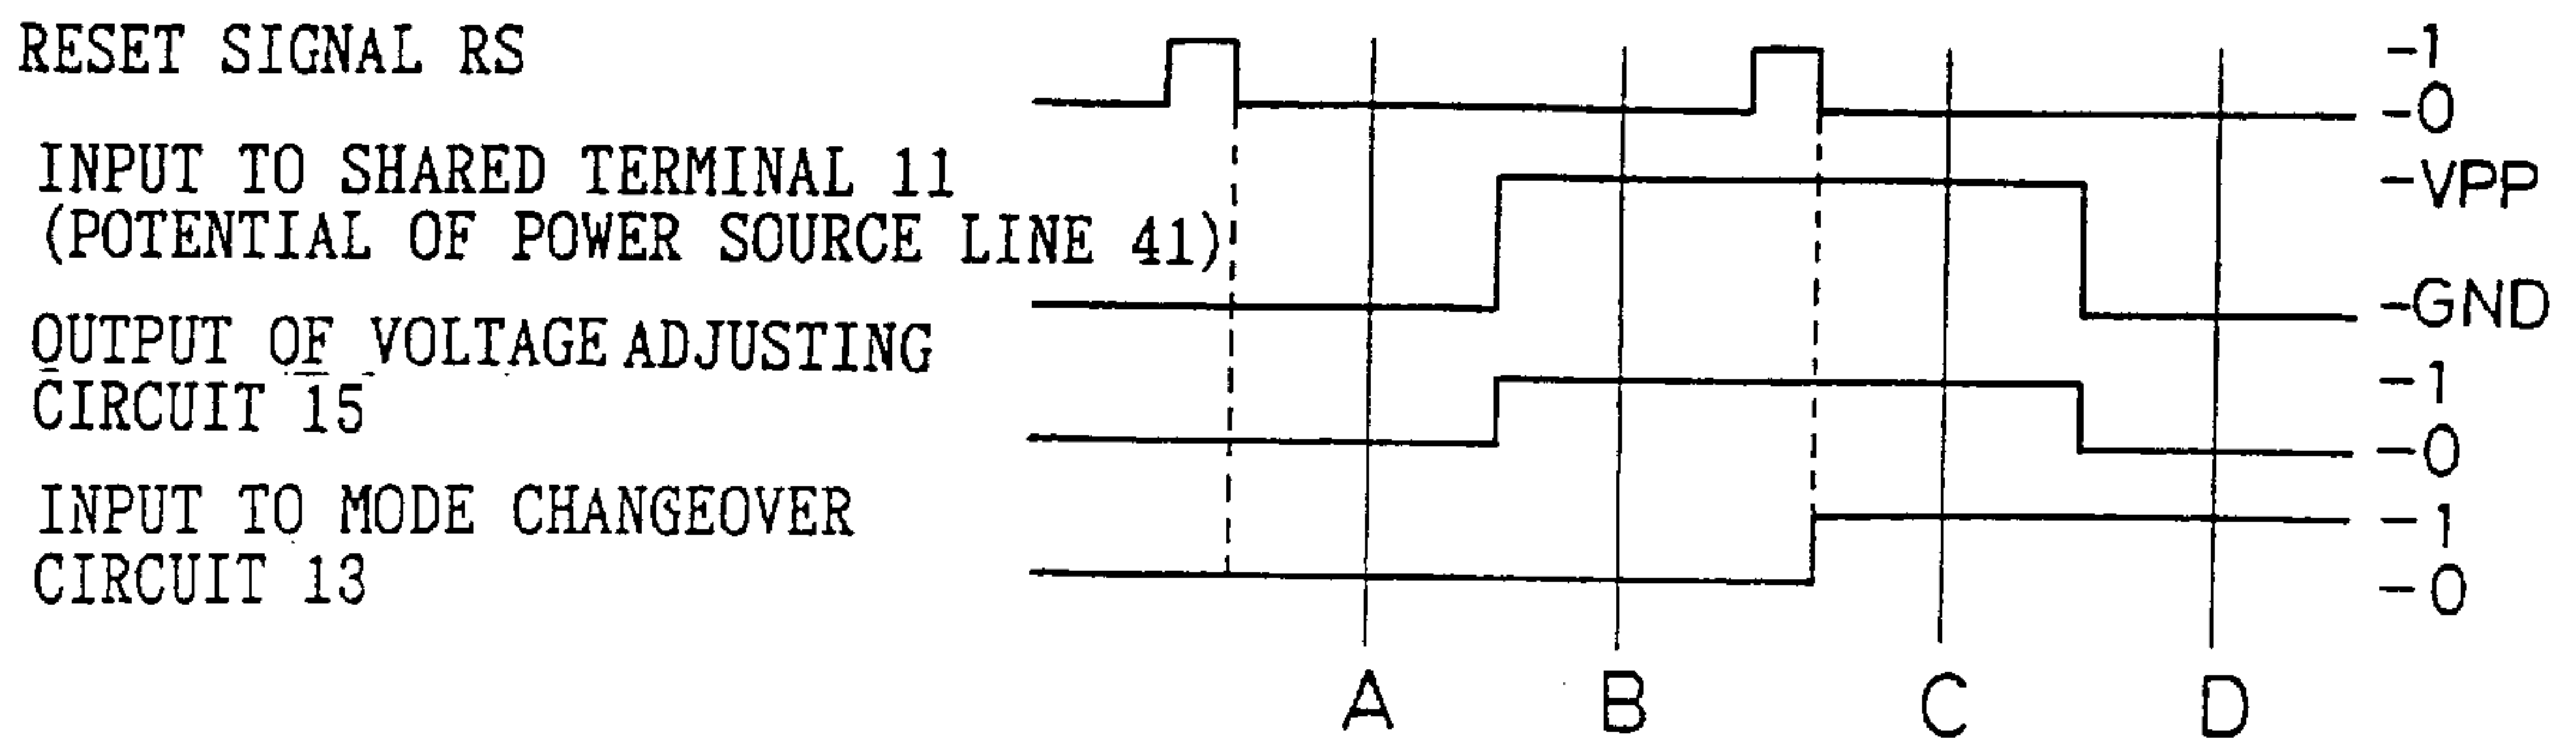 RESET SIGNAL RS
-1
-0
INPUT TO SHARED TERMINAL 11
(POTENTIAL OF POWER SOURCE LINE 41)
-VPP
-GND
OUTPUT OF VOLTAGE ADJUSTING
CIRCUIT 15
-1
-0
INPUT TO MODE CHANGEOVER
CIRCUIT 13
-1
-0
A B C D